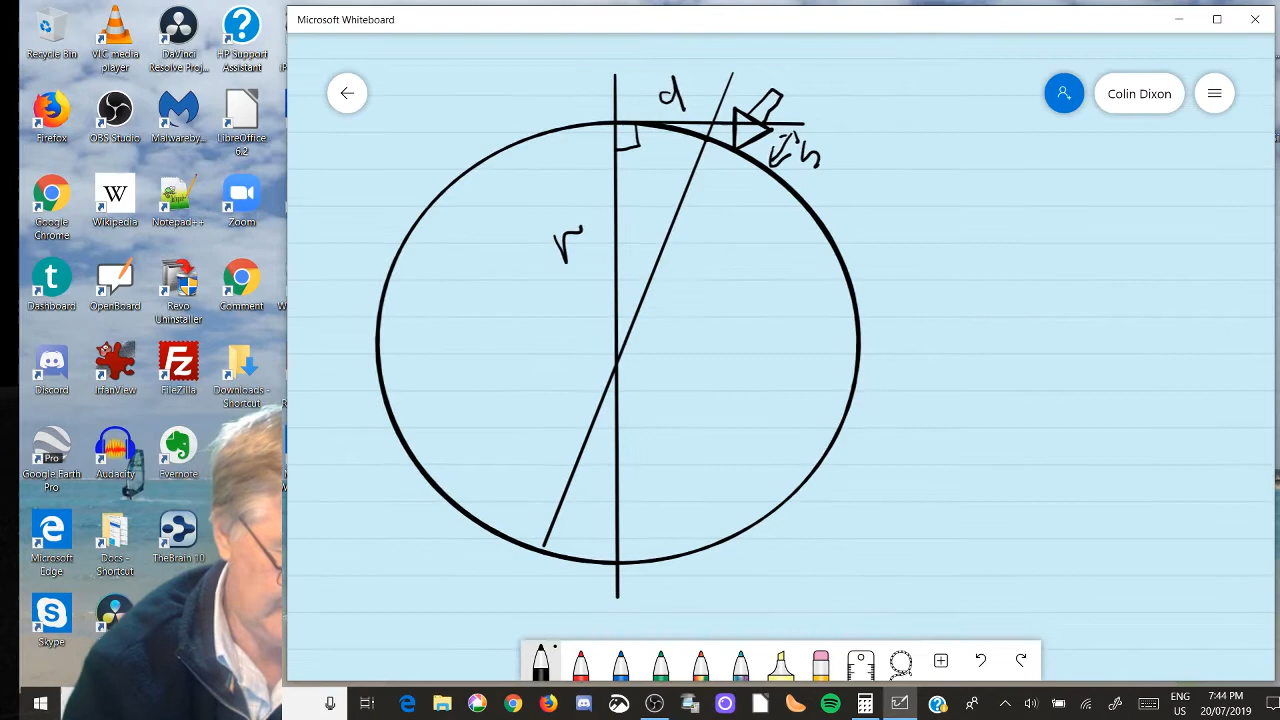 Microsoft Whiteboard
Recycle Bin
VLC media player
DaVinci Resolve Proj...
HP Support Assistant
Colin Dixon
d
h
r
Firefox
OBS Studio
Malwareby...
LibreOffice 6.2
W
Google Chrome
Wikipedia
Notepad++
Zoom
Dashboard
OpenBoard
Revo Uninstaller
Comment
Discord
IrfanView
FileZilla
Downloads - Shortcut
Pro
Google Earth Pro
Audacity
Evernote
Microsoft Edge
Docs - Shortcut
TheBrain 10
Skype
ENG
US
7:44 PM
20/07/2019